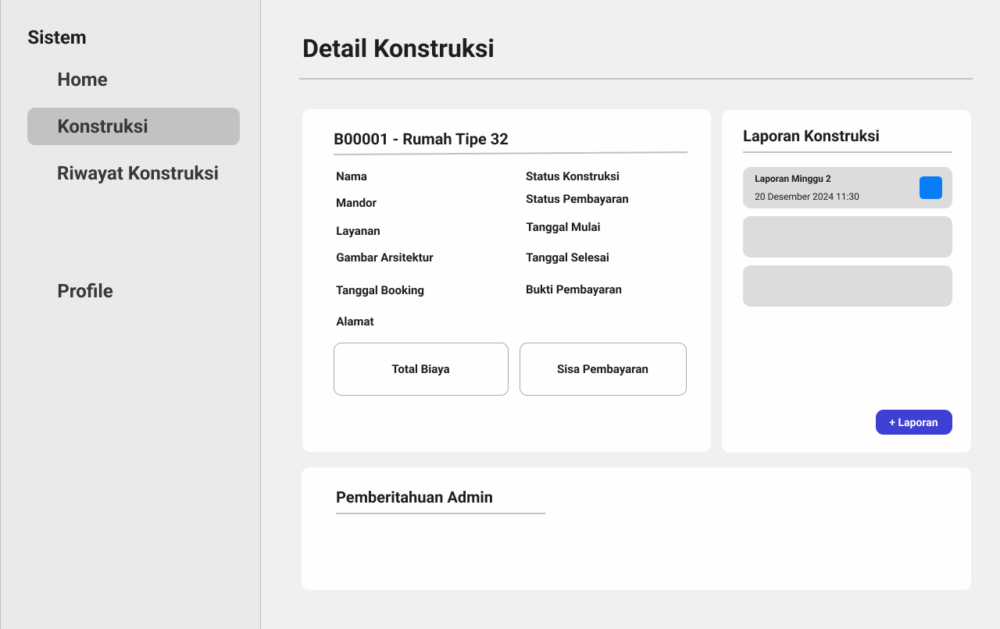 Sistem
Home
Konstruksi
Riwayat Konstruksi
Profile
Detail Konstruksi
B00001 - Rumah Tipe 32
Nama
Mandor
Layanan
Gambar Arsitektur
Tanggal Booking
Alamat
Status Konstruksi
Status Pembayaran
Tanggal Mulai
Tanggal Selesai
Bukti Pembayaran
Total Biaya
Sisa Pembayaran
Laporan Konstruksi
Laporan Minggu 2
20 Desember 2024 11:30
+ Laporan
Pemberitahuan Admin